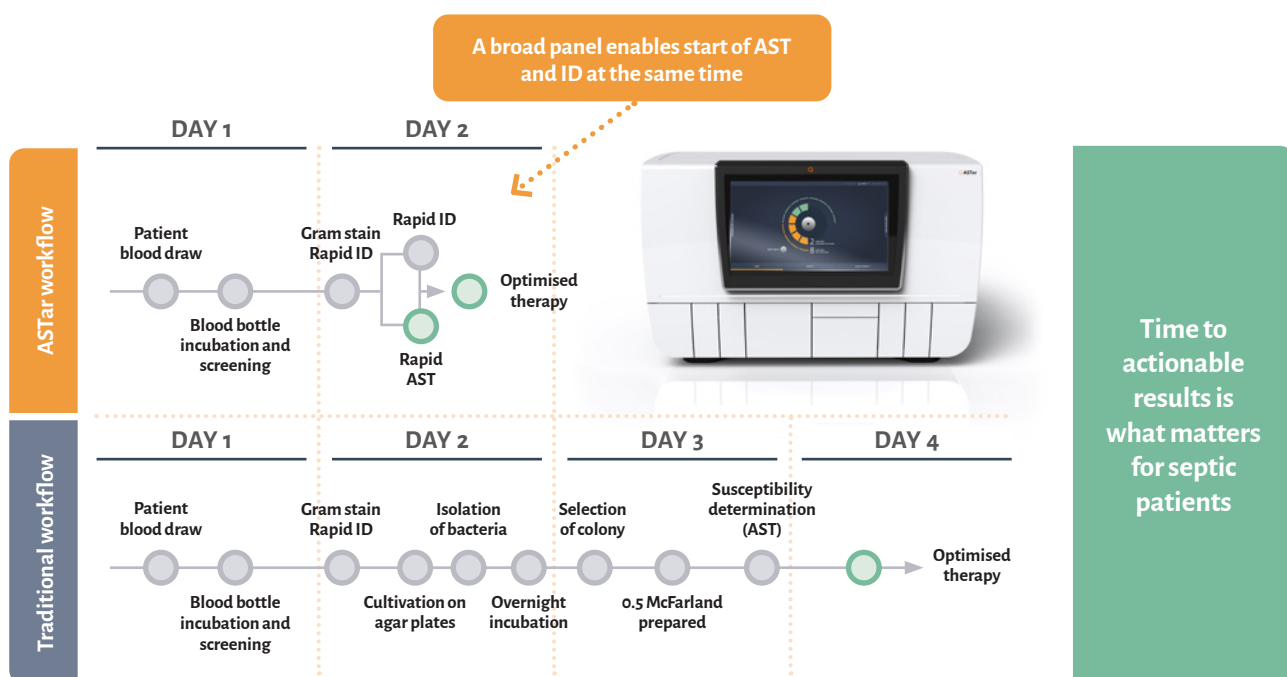 A broad panel enables start of AST
and ID at the same time
DAY 1
DAY 2
ASTar workflow
Patient
blood draw
Blood bottle
incubation and
screening
Gram stain
Rapid ID
Rapid ID
Rapid
AST
Optimised
therapy
ASTar
2
8
Time to
actionable
results is
what matters
for septic
patients
Traditional workflow
DAY 1
DAY 2
DAY 3
DAY 4
Patient
blood draw
Blood bottle
incubation and
screening
Gram stain
Rapid ID
Cultivation on
agar plates
Isolation
of bacteria
Overnight
incubation
Selection
of colony
0.5 McFarland
prepared
Susceptibility
determination
(AST)
Optimised
therapy